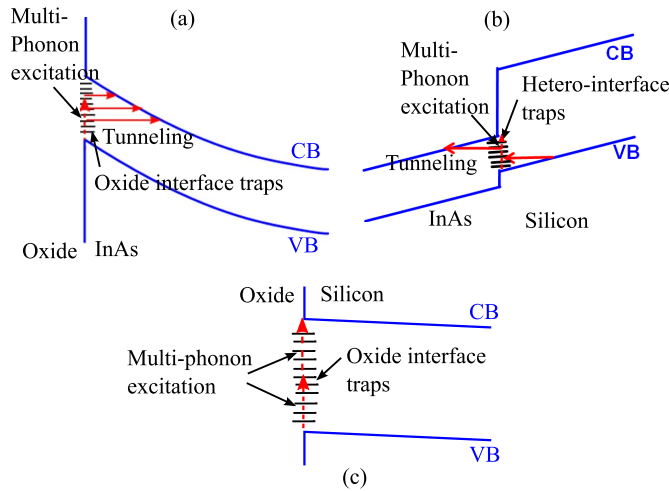 (a)
Multi-
Phonon
excitation
Tunneling
CB
Oxide interface traps
VB
Oxide
InAs
(b)
Multi-
Phonon
excitation
CB
Hetero-interface
traps
VB
Tunneling
InAs
Silicon
Oxide
Silicon
CB
Multi-phonon
excitation
Oxide interface
traps
VB
(c)